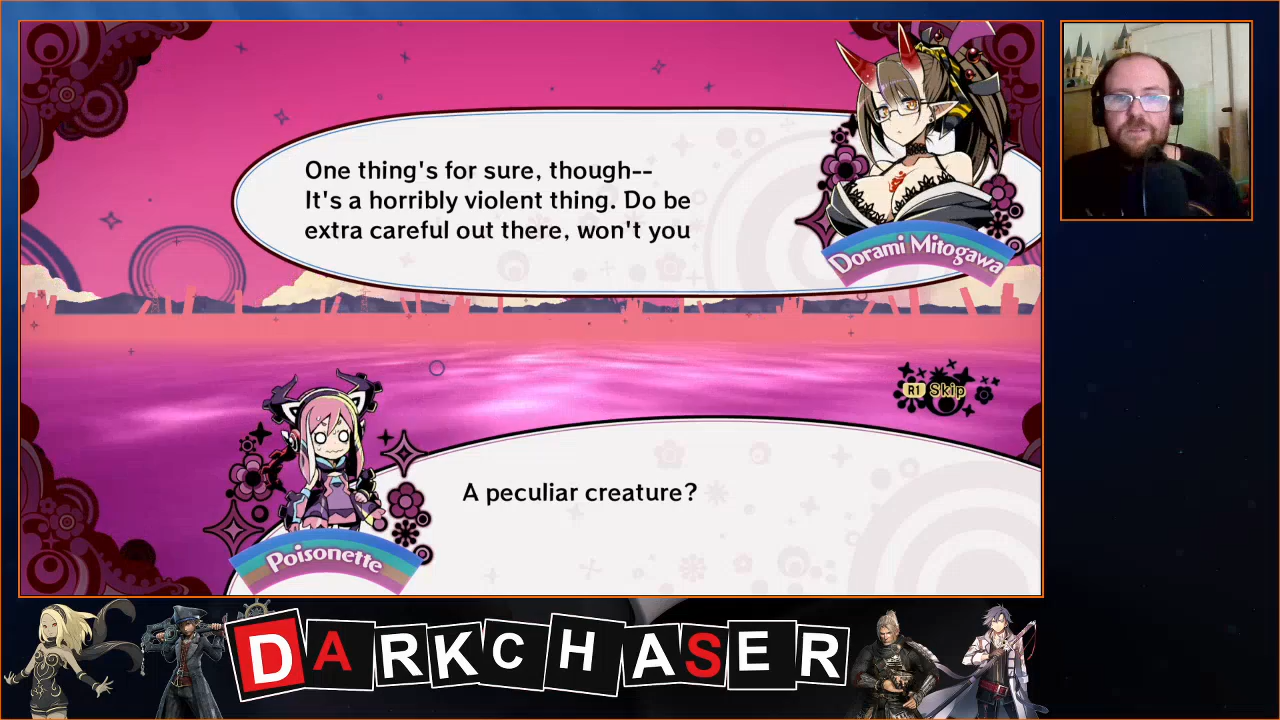 One thing's for sure, though--
It's a horribly violent thing. Do be
extra careful out there, won't you
Dorami Mitogawa
R1 Skip
A peculiar creature?
Poisonette
DARKCHASER